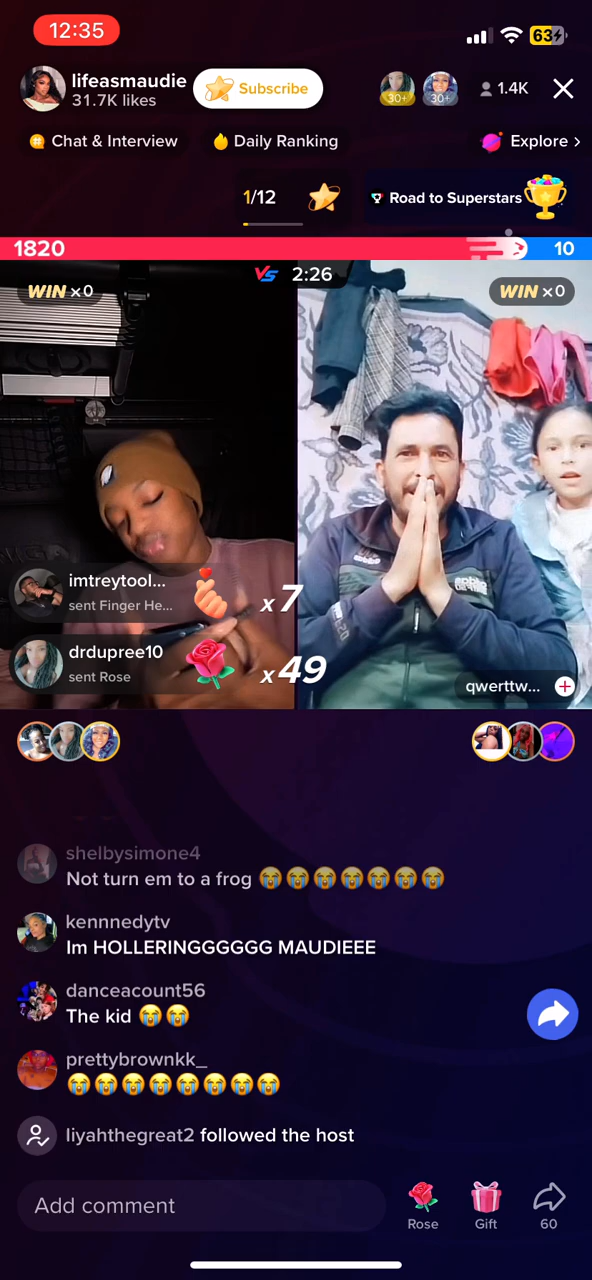 12:35
63
lifeasmaudie
31.7K likes
Subscribe
30+
30+
1.4K
Chat & Interview
Daily Ranking
Explore >
1/12
Road to Superstars
1820
10
VS 2:26
WIN x0
WIN x0
imtreytool...
sent Finger He...
x7
drdupree10
sent Rose
x49
qwerttw...
shelbysimone4
Not turn em to a frog 😭😭😭😭😭😭😭
kennnedytv
Im HOLLERINGGGGGG MAUDIEEE
danceacount56
The kid 😭😭
prettybrownkk_
😭😭😭😭😭😭😭😭
liyahthegreat2 followed the host
Add comment
Rose
Gift
60